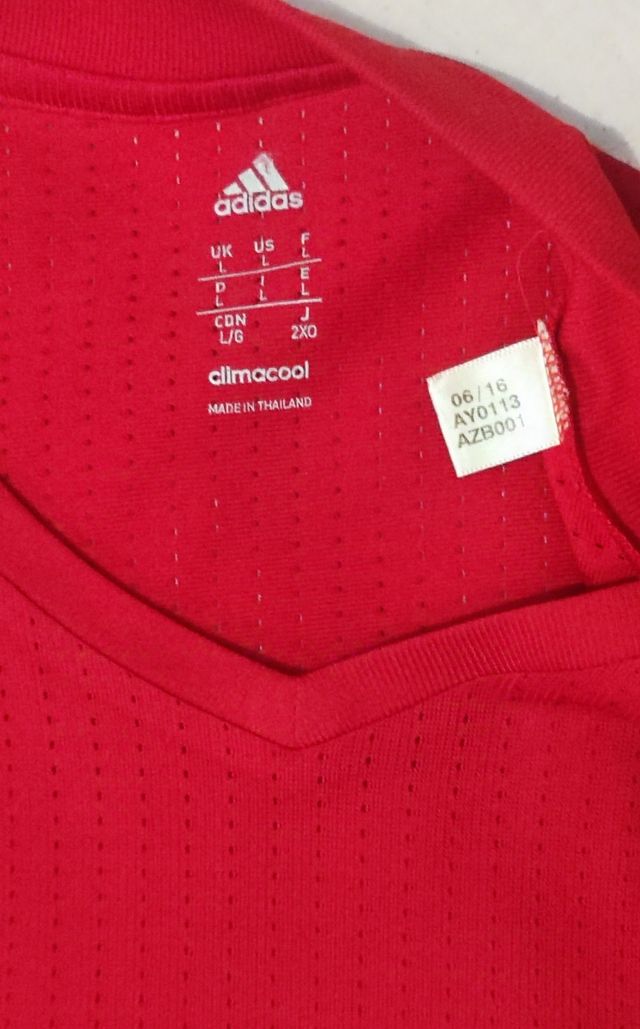 adidas
UK US F
L L L
D I E
L L L
CDN J
L/G 2XO
climacool
MADE IN THAILAND
06/16
AY0113
AZB001